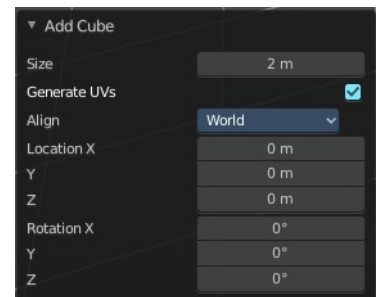 Add Cube
Size 2 m
Generate UVs
Align World
Location X 0 m
Y 0 m
Z 0 m
Rotation X 0°
Y 0°
Z 0°